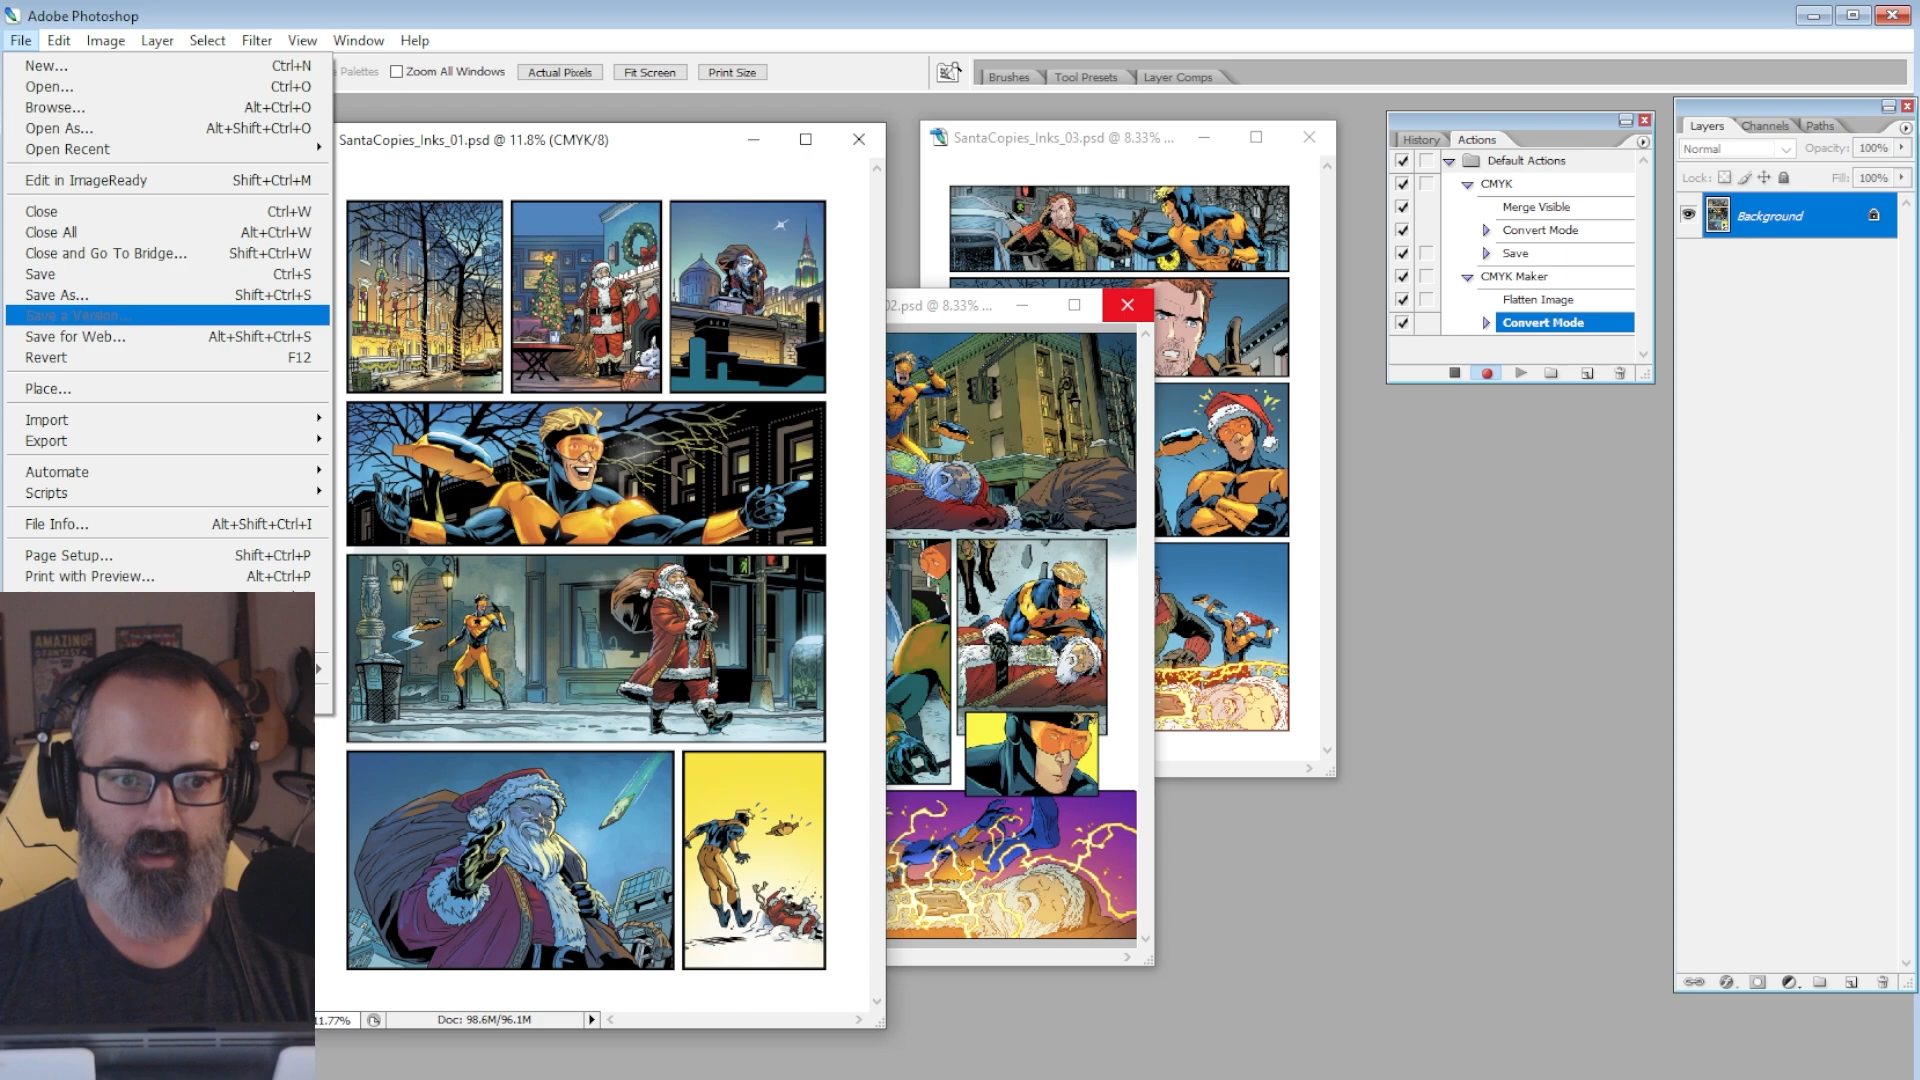 Adobe Photoshop
File Edit Image Layer Select Filter View Window Help
New... Ctrl+N
Open... Ctrl+O
Browse... Alt+Ctrl+O
Open As... Alt+Shift+Ctrl+O
Open Recent
Edit in ImageReady Shift+Ctrl+M
Close Ctrl+W
Close All Alt+Ctrl+W
Close and Go To Bridge... Shift+Ctrl+W
Save Ctrl+S
Save As... Shift+Ctrl+S
Save a Version...
Save for Web... Alt+Shift+Ctrl+S
Revert F12
Place...
Import
Export
Automate
Scripts
File Info... Alt+Shift+Ctrl+I
Page Setup... Shift+Ctrl+P
Print with Preview... Alt+Ctrl+P
Palettes Zoom All Windows Actual Pixels Fit Screen Print Size
Brushes Tool Presets Layer Comps
SantaCopies_Inks_01.psd @ 11.8% (CMYK/8)
SantaCopies_Inks_03.psd @ 8.33% ...
02.psd @ 8.33% ...
11.77% Doc: 98.6M/96.1M
History Actions
Default Actions
CMYK
Merge Visible
Convert Mode
Save
CMYK Maker
Flatten Image
Convert Mode
Layers Channels Paths
Normal Opacity: 100%
Lock: Fill: 100%
Background
AMAZING
FANTASY